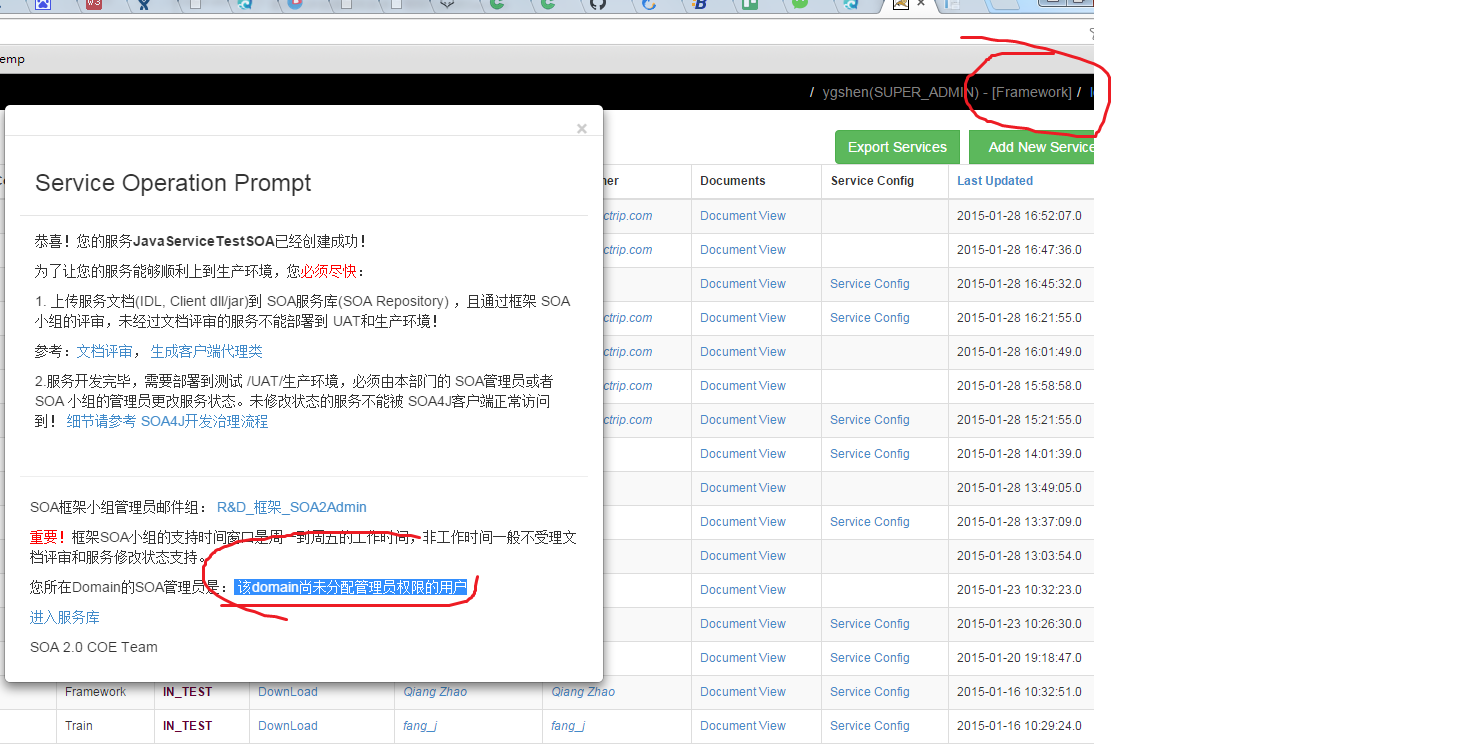 emp
/ ygshen(SUPER_ADMIN) - [Framework] /
Export Services Add New Service
Documents Service Config Last Updated
×
Service Operation Prompt
恭喜！您的服务JavaServiceTestSOA已经创建成功！
为了让您的服务能够顺利上到生产环境，您必须尽快：
1. 上传服务文档(IDL, Client dll/jar)到 SOA服务库(SOA Repository) ，且通过框架 SOA
小组的评审，未经过文档评审的服务不能部署到 UAT和生产环境！
参考：文档评审， 生成客户端代理类
2.服务开发完毕，需要部署到测试 /UAT/生产环境，必须由本部门的 SOA管理员或者
SOA 小组的管理员更改服务状态。未修改状态的服务不能被 SOA4J客户端正常访问
到！ 细节请参考 SOA4J开发治理流程
SOA框架小组管理员邮件组： R&D_框架_SOA2Admin
重要！框架SOA小组的支持时间窗口是周一到周五的工作时间，非工作时间一般不受理文
档评审和服务修改状态支持。
您所在Domain的SOA管理员是：该domain尚未分配管理员权限的用户
进入服务库
SOA 2.0 COE Team
ctrip.com Document View 2015-01-28 16:52:07.0
ctrip.com Document View 2015-01-28 16:47:36.0
Document View Service Config 2015-01-28 16:45:32.0
ctrip.com Document View Service Config 2015-01-28 16:21:55.0
ctrip.com Document View 2015-01-28 16:01:49.0
ctrip.com Document View 2015-01-28 15:58:58.0
ctrip.com Document View Service Config 2015-01-28 15:21:55.0
Document View Service Config 2015-01-28 14:01:39.0
Document View 2015-01-28 13:49:05.0
Document View Service Config 2015-01-28 13:37:09.0
Document View 2015-01-28 13:03:54.0
Document View 2015-01-23 10:32:23.0
Document View Service Config 2015-01-23 10:26:30.0
Document View Service Config 2015-01-20 19:18:47.0
Framework IN_TEST DownLoad Qiang Zhao Qiang Zhao Document View Service Config 2015-01-16 10:32:51.0
Train IN_TEST DownLoad fang_j fang_j Document View Service Config 2015-01-16 10:29:24.0